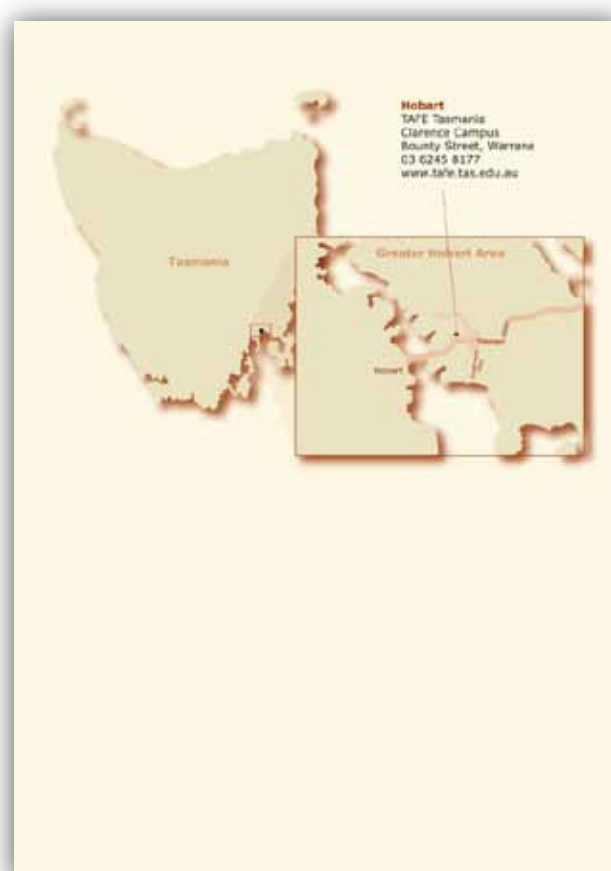 Hobart
TAFE Tasmania
Clarence Campus
Bounty Street, Warrane
03 6245 8177
www.tafe.tas.edu.au
Tasmania
Greater Hobart Area
Hobart